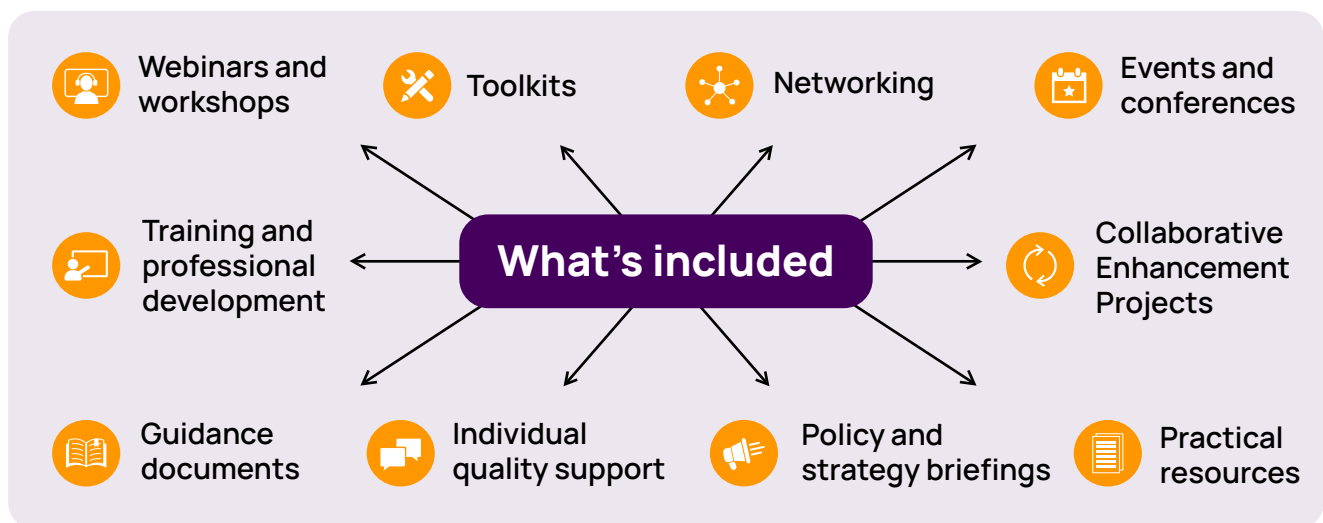 Webinars and
workshops
Toolkits
Networking
Events and
conferences
Training and
professional
development
What's included
Collaborative
Enhancement
Projects
Guidance
documents
Individual
quality support
Policy and
strategy briefings
Practical
resources